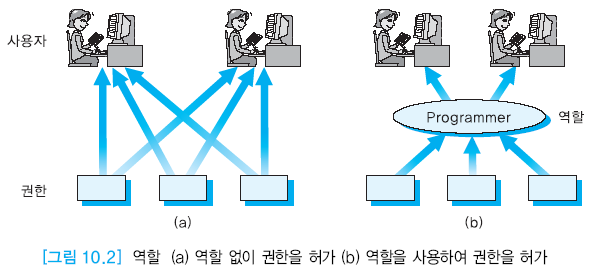 사용자
Programmer
역할
권한
(a)
(b)
[그림 10.2] 역할 (a) 역할 없이 권한을 허가 (b) 역할을 사용하여 권한을 허가